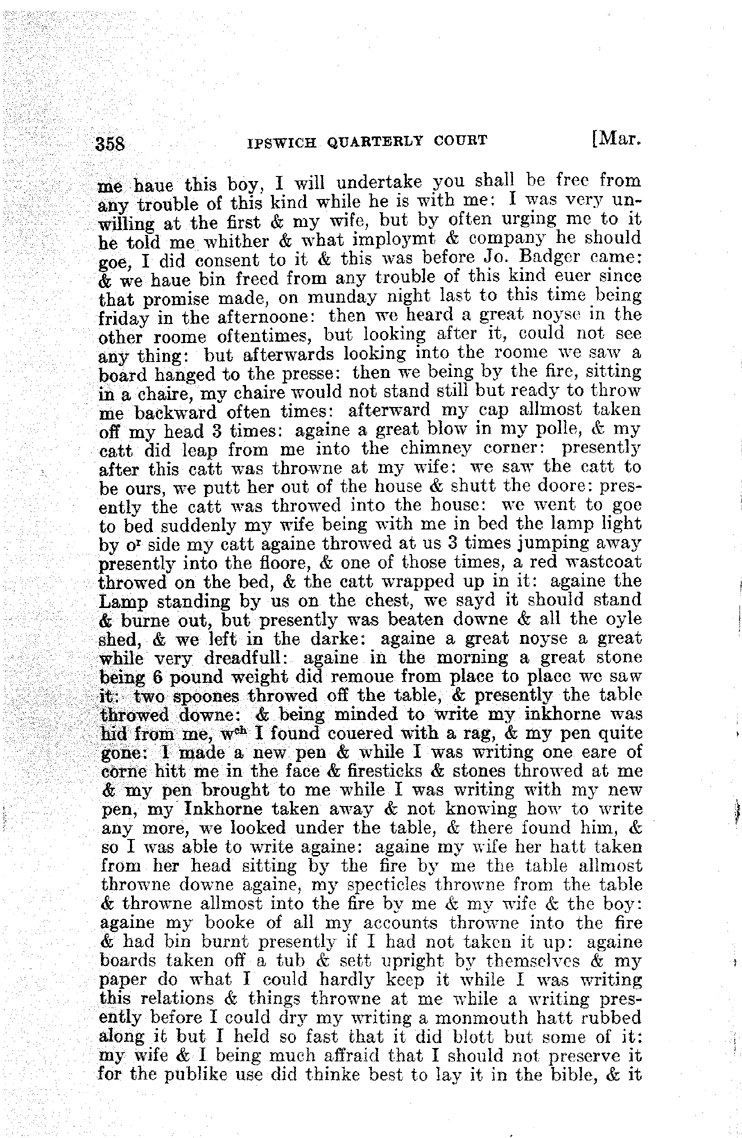 358 IPSWICH QUARTERLY COURT [Mar.
me haue this boy, I will undertake you shall be free from
any trouble of this kind while he is with me: I was very un-
willing at the first & my wife, but by often urging me to it
he told me whither & what imploymt & company he should
goe, I did consent to it & this was before Jo. Badger came:
& we haue bin freed from any trouble of this kind euer since
that promise made, on munday night last to this time being
friday in the afternoone: then we heard a great noyse in the
other roome oftentimes, but looking after it, could not see
any thing: but afterwards looking into the roome we saw a
board hanged to the presse: then we being by the fire, sitting
in a chaire, my chaire would not stand still but ready to throw
me backward often times: afterward my cap allmost taken
off my head 3 times: againe a great blow in my polle, & my
catt did leap from me into the chimney corner: presently
after this catt was throwne at my wife: we saw the catt to
be ours, we putt her out of the house & shutt the doore: pres-
ently the catt was throwed into the house: we went to goe
to bed suddenly my wife being with me in bed the lamp light
by oʳ side my catt againe throwed at us 3 times jumping away
presently into the floore, & one of those times, a red wastcoat
throwed on the bed, & the catt wrapped up in it: againe the
Lamp standing by us on the chest, we sayd it should stand
& burne out, but presently was beaten downe & all the oyle
shed, & we left in the darke: againe a great noyse a great
while very dreadfull: againe in the morning a great stone
being 6 pound weight did remoue from place to place we saw
it: two spoones throwed off the table, & presently the table
throwed downe: & being minded to write my inkhorne was
hid from me, wᶜʰ I found couered with a rag, & my pen quite
gone: I made a new pen & while I was writing one eare of
corne hitt me in the face & firesticks & stones throwed at me
& my pen brought to me while I was writing with my new
pen, my Inkhorne taken away & not knowing how to write
any more, we looked under the table, & there found him, &
so I was able to write againe: againe my wife her hatt taken
from her head sitting by the fire by me the table allmost
throwne downe againe, my specticles throwne from the table
& throwne allmost into the fire by me & my wife & the boy:
againe my booke of all my accounts throwne into the fire
& had bin burnt presently if I had not taken it up: againe
boards taken off a tub & sett upright by themselves & my
paper do what I could hardly keep it while I was writing
this relations & things throwne at me while a writing pres-
ently before I could dry my writing a monmouth hatt rubbed
along it but I held so fast that it did blott but some of it:
my wife & I being much affraid that I should not preserve it
for the publike use did thinke best to lay it in the bible, & it